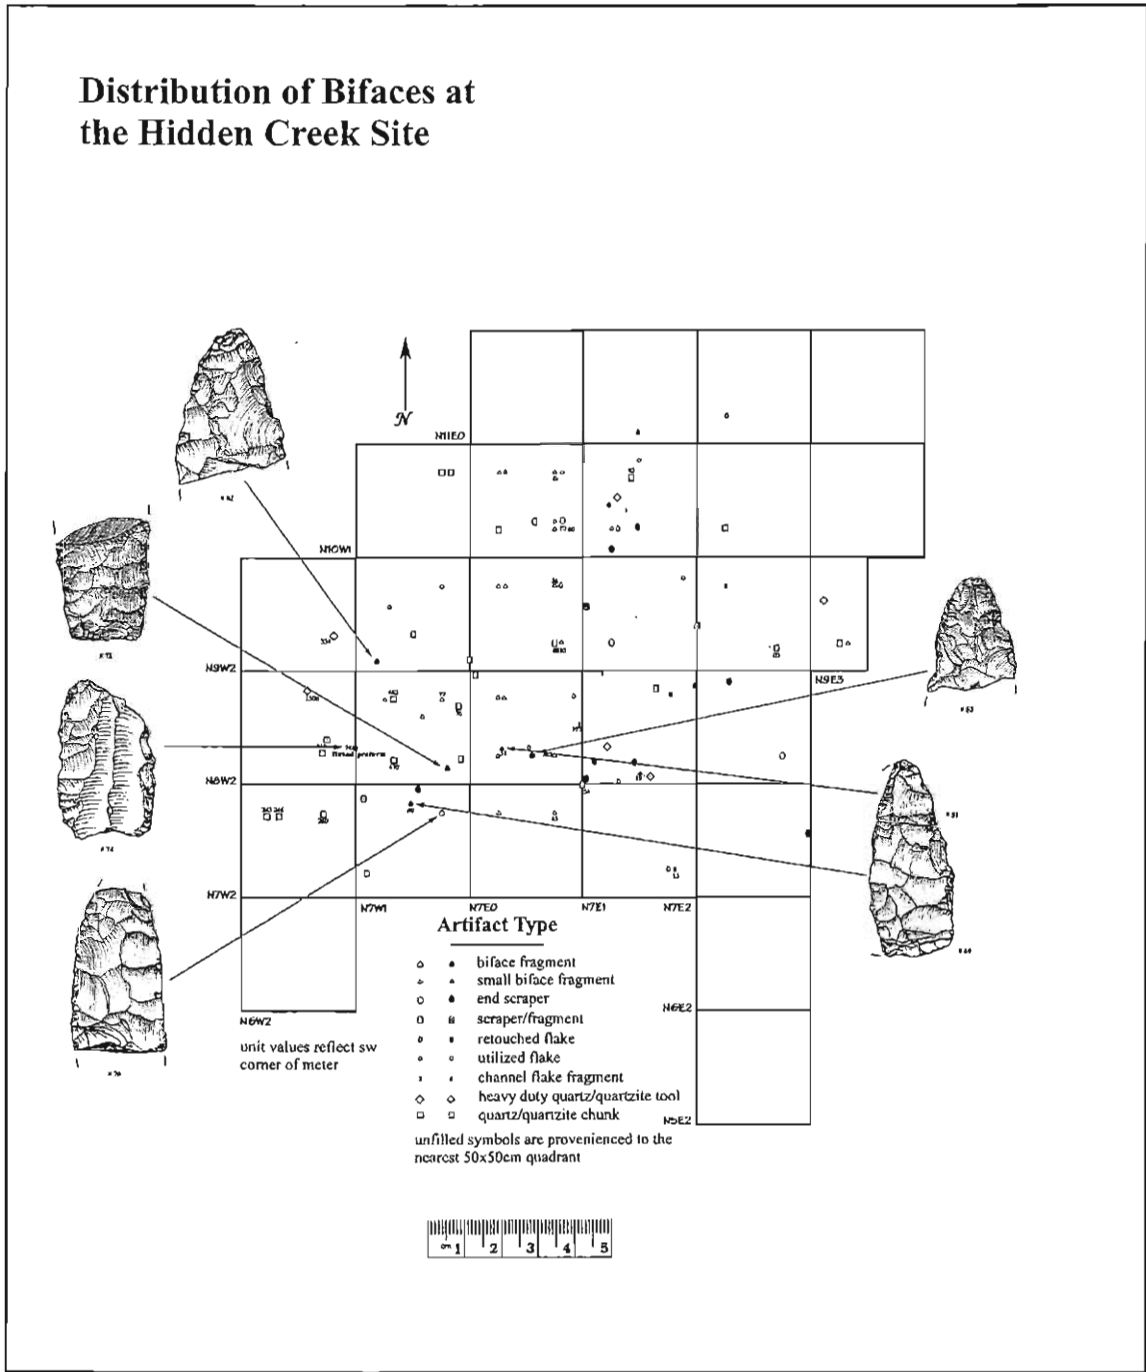 Distribution of Bifaces at
the Hidden Creek Site
N
N11E0
N10W1
N9W2
N9E3
N8W2
N7W2
N7W1
N7E0
N7E1
N7E2
N6W2
N6E2
N5E2
Artifact Type
biface fragment
small biface fragment
end scraper
scraper/fragment
retouched flake
utilized flake
channel flake fragment
heavy duty quartz/quartzite tool
quartz/quartzite chunk
unit values reflect sw
corner of meter
unfilled symbols are provenienced to the
nearest 50x50cm quadrant
cm 1 2 3 4 5